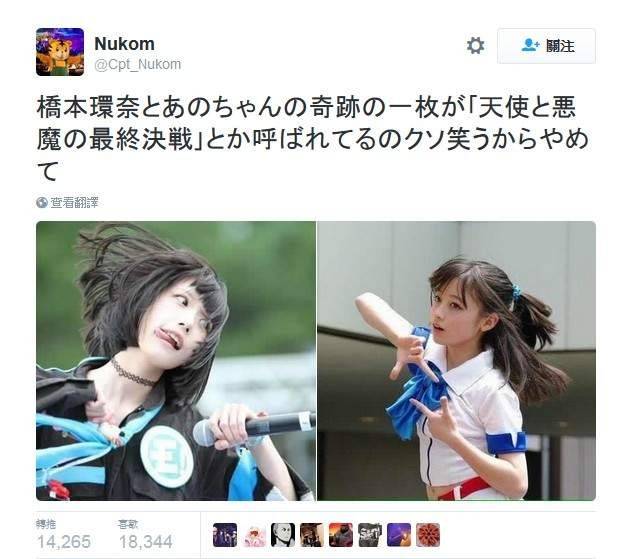 Nukom
@Cpt_Nukom
關注
橋本環奈とあのちゃんの奇跡の一枚が「天使と悪
魔の最終決戦」とか呼ばれてるのクソ笑うからやめ
て
查看翻譯
轉推 喜歡
14,265 18,344